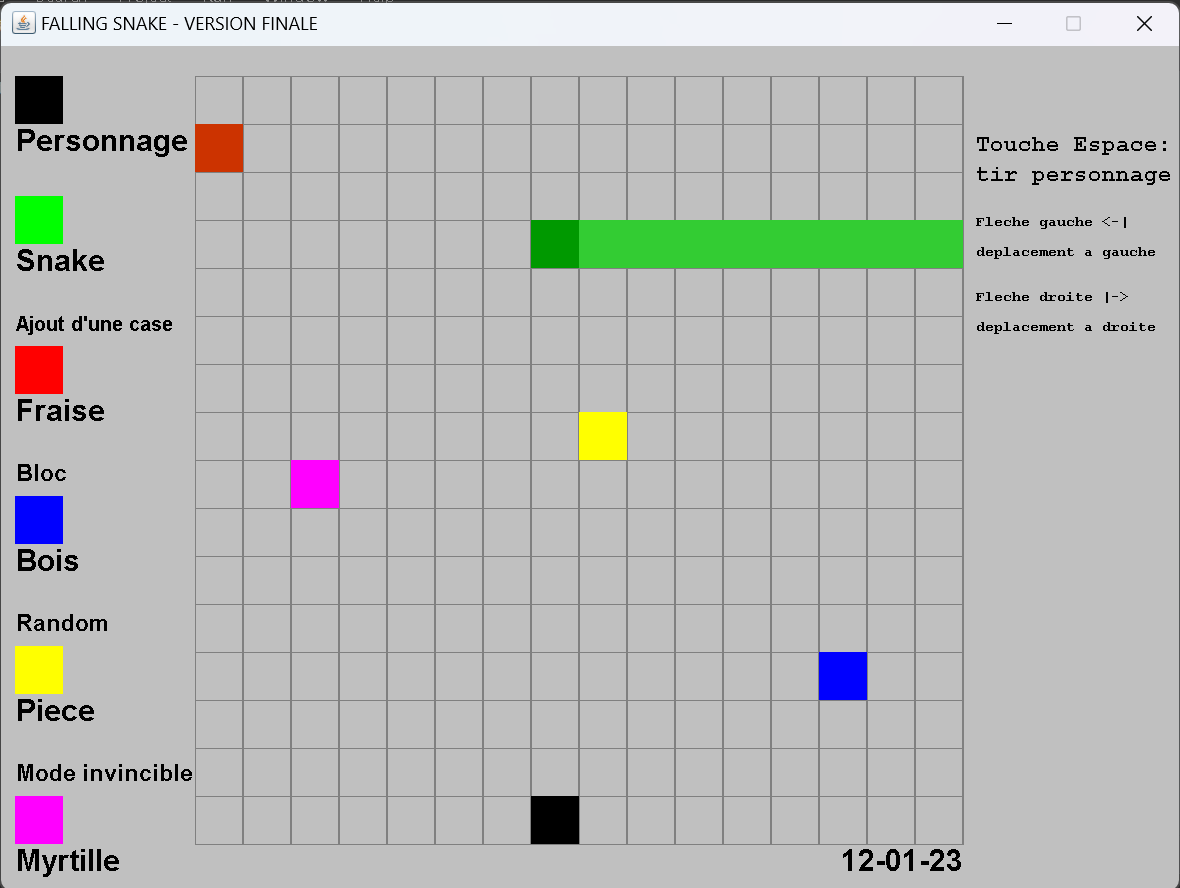 FALLING SNAKE - VERSION FINALE
Personnage
Snake
Ajout d'une case
Fraise
Bloc
Bois
Random
Piece
Mode invincible
Myrtille
Touche Espace:
tir personnage
Fleche gauche <-|
deplacement a gauche
Fleche droite |->
deplacement a droite
12-01-23